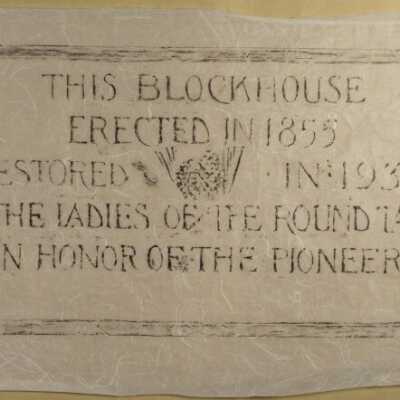 THIS BLOCKHOUSE
ERECTED IN 1855
ESTORED IN 193
THE LADIES OF THE ROUND TA
N HONOR OF THE PIONEER